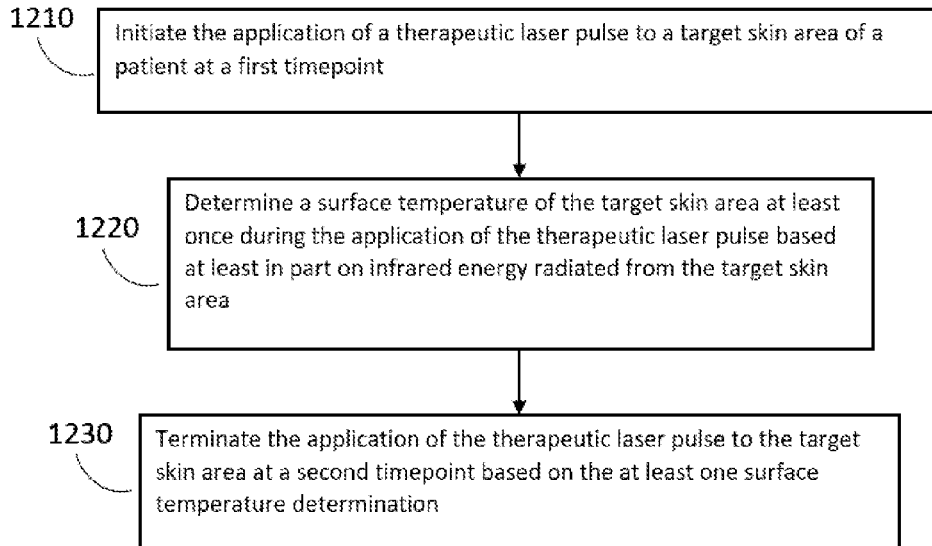 1210
Initiate the application of a therapeutic laser pulse to a target skin area of a
patient at a first timepoint
1220
Determine a surface temperature of the target skin area at least
once during the application of the therapeutic laser pulse based
at least in part on infrared energy radiated from the target skin
area
1230
Terminate the application of the therapeutic laser pulse to the target
skin area at a second timepoint based on the at least one surface
temperature determination